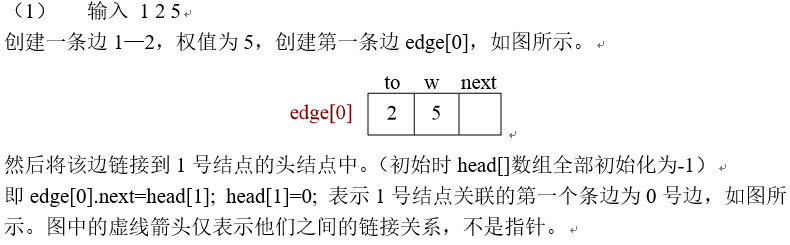 （1） 输入 1 2 5
创建一条边 1—2，权值为 5，创建第一条边 edge[0]，如图所示。
to w next
edge[0] 2 5
然后将该边链接到 1 号结点的头结点中。（初始时 head[]数组全部初始化为-1）
即 edge[0].next=head[1]; head[1]=0; 表示 1 号结点关联的第一个条边为 0 号边，如图所
示。图中的虚线箭头仅表示他们之间的链接关系，不是指针。